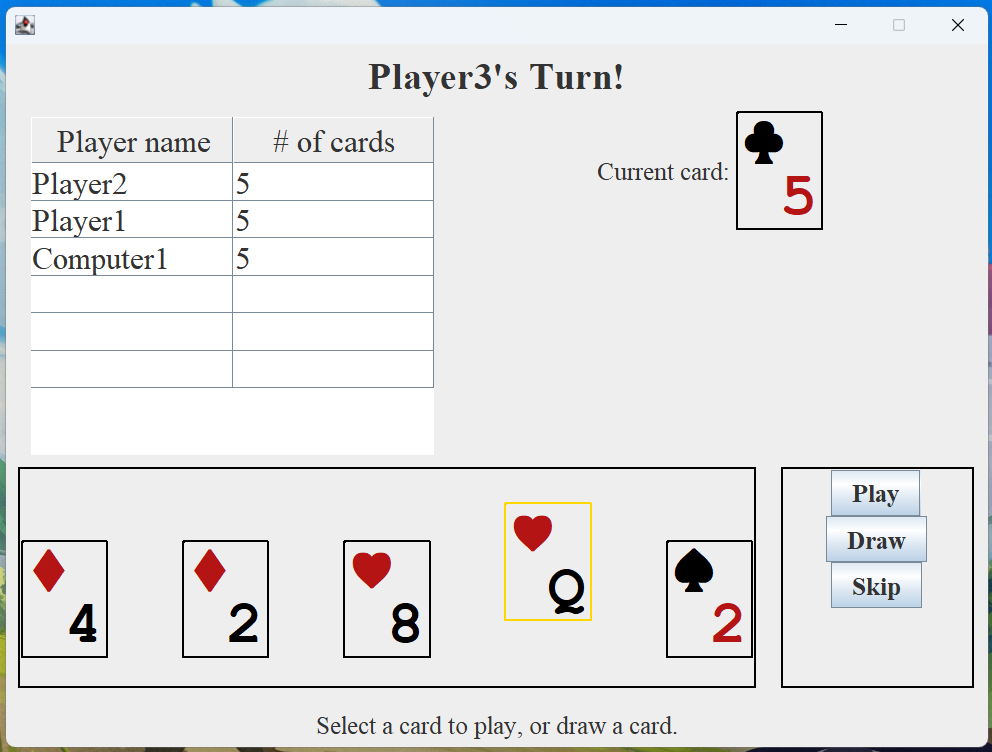 Player3's Turn!
Player name # of cards
Player2 5
Player1 5
Computer1 5
Current card:
5
4
2
8
Q
2
Play
Draw
Skip
Select a card to play, or draw a card.